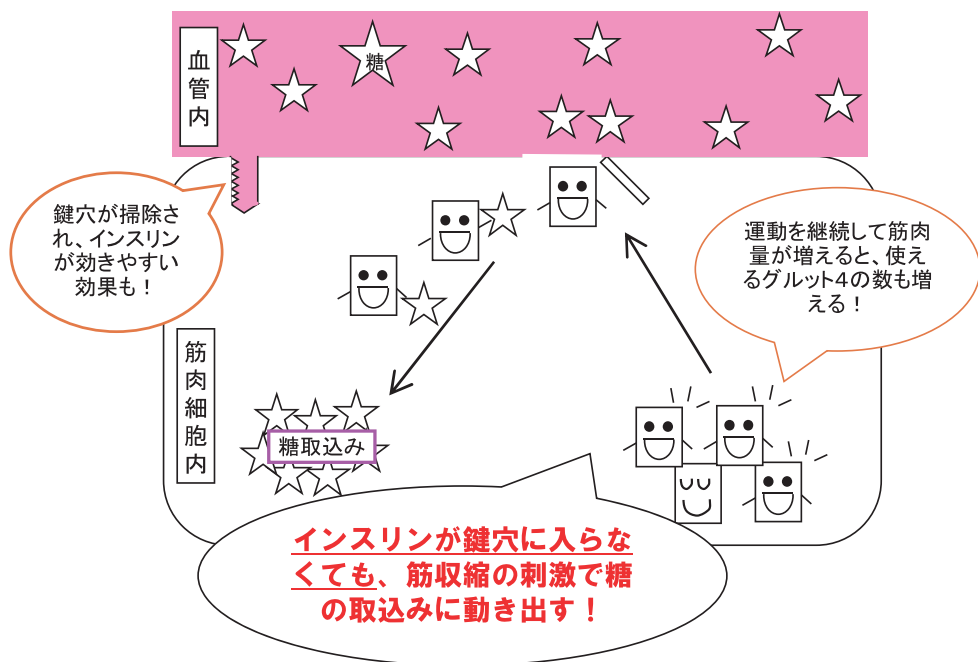 血管内
糖
鍵穴が掃除さ
れ、インスリン
が効きやすい
効果も！
運動を継続して筋肉
量が増えると、使え
るグルット4の数も増
える！
筋肉細胞内
糖取込み
インスリンが鍵穴に入らな
くても、筋収縮の刺激で糖
の取込みに動き出す！